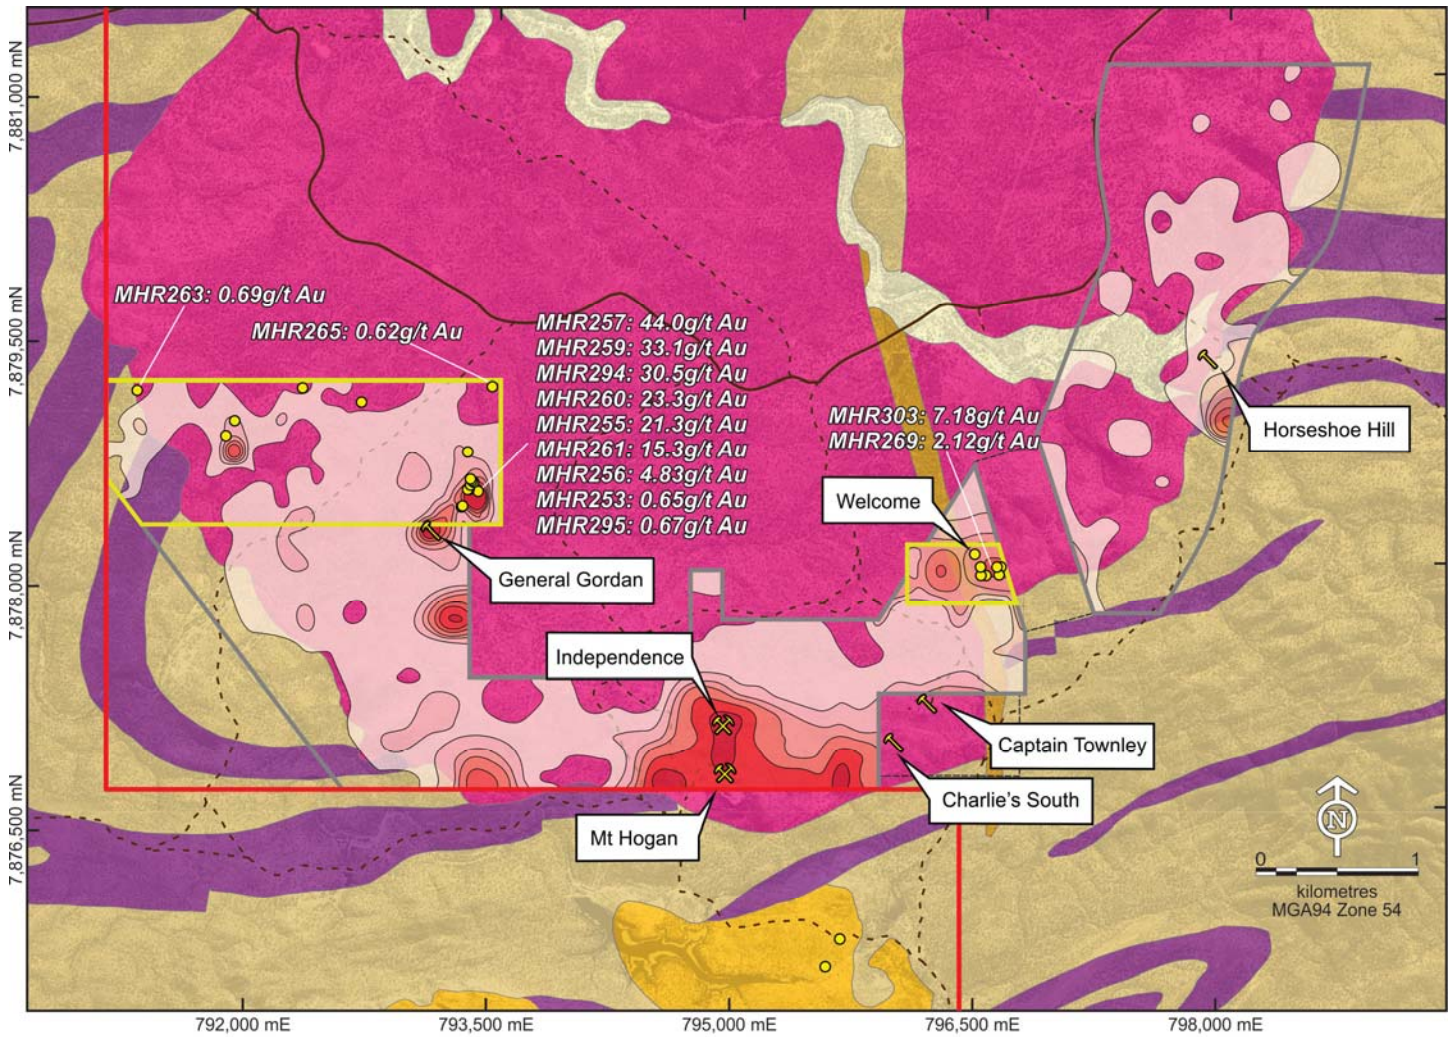 7,881,000 mN
7,879,500 mN
7,878,000 mN
7,876,500 mN
MHR263: 0.69g/t Au
MHR265: 0.62g/t Au
MHR257: 44.0g/t Au
MHR259: 33.1g/t Au
MHR294: 30.5g/t Au
MHR260: 23.3g/t Au
MHR255: 21.3g/t Au
MHR261: 15.3g/t Au
MHR256: 4.83g/t Au
MHR253: 0.65g/t Au
MHR295: 0.67g/t Au
MHR303: 7.18g/t Au
MHR269: 2.12g/t Au
Horseshoe Hill
Welcome
General Gordan
Independence
Captain Townley
Charlie's South
Mt Hogan
N
0 1
kilometres
MGA94 Zone 54
792,000 mE
793,500 mE
795,000 mE
796,500 mE
798,000 mE